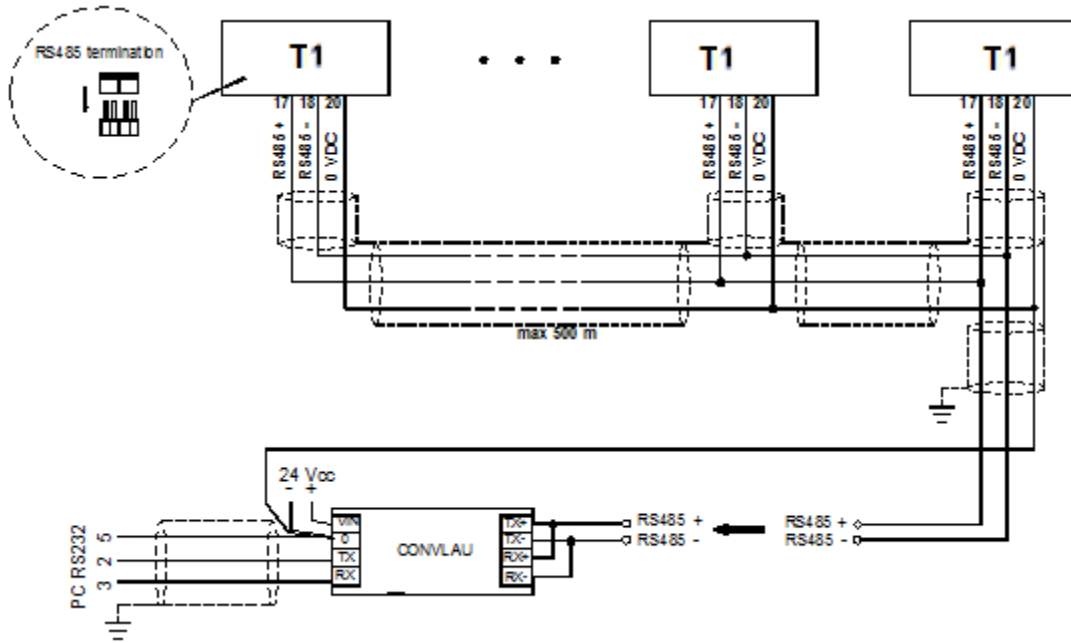 RS485 termination
T1
T1
T1
17 18 20
17 18 20
17 18 20
RS485 +
RS485 -
0 VDC
RS485 +
RS485 -
0 VDC
RS485 +
RS485 -
0 VDC
max 500 m
24 Vcc
- +
PC RS232
5
2
3
VIN
0
TX
RX
CONVLAU
TX+
TX-
RX+
RX-
RS485 +
RS485 -
RS485 +
RS485 -